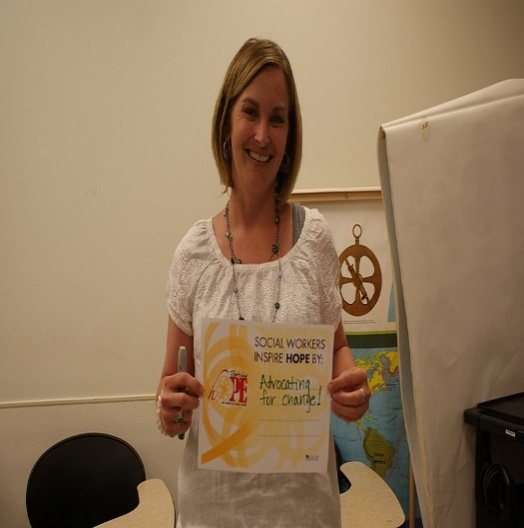 SOCIAL WORKERS
INSPIRE HOPE BY:
HOPE
Advocating
for change!